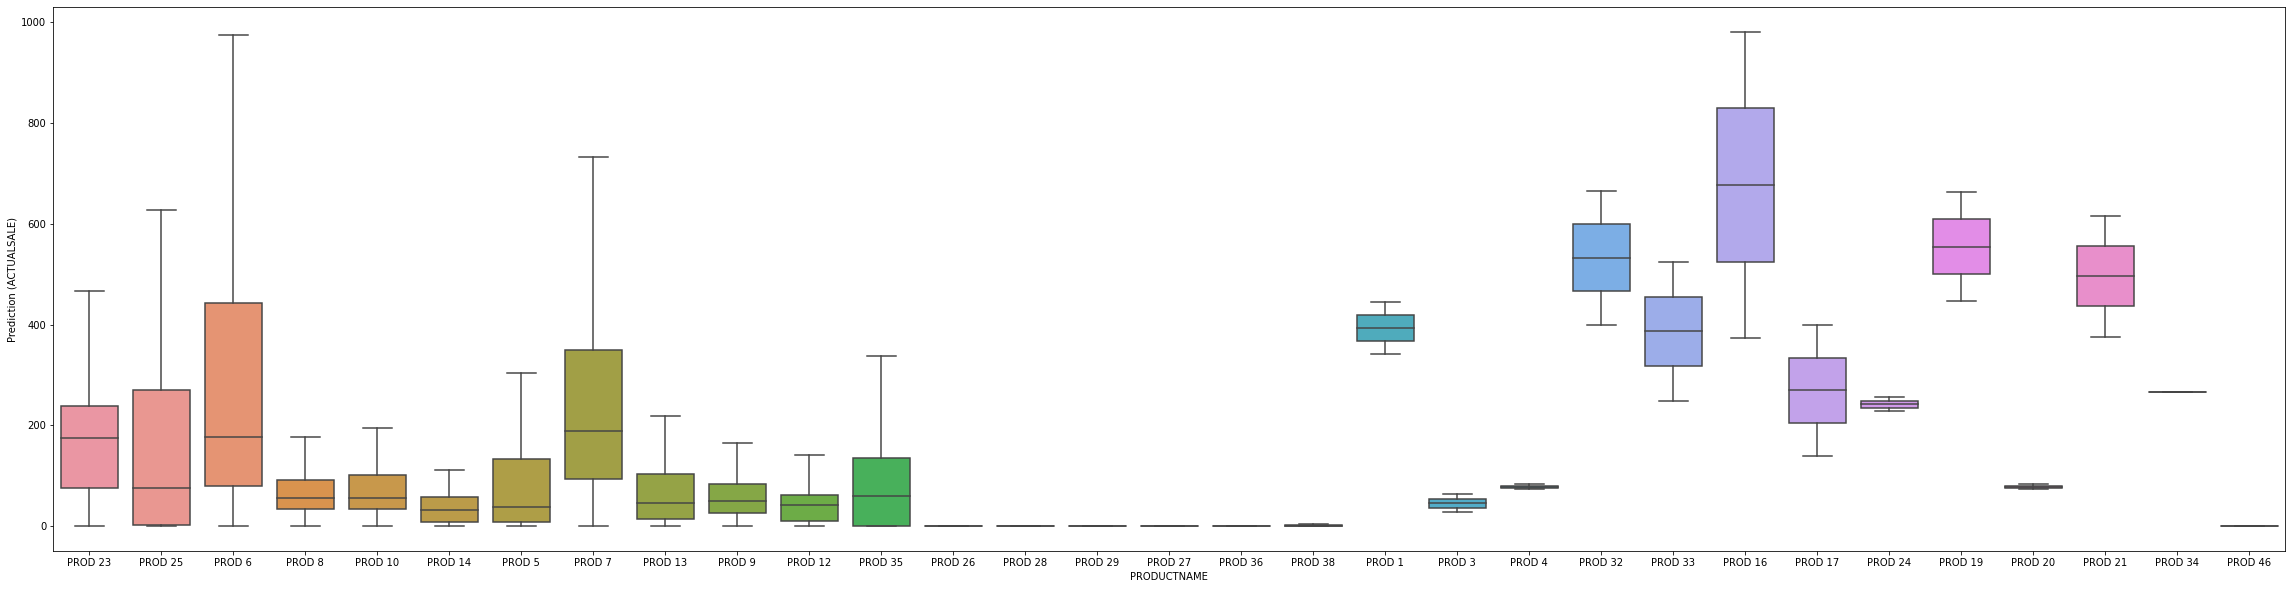 1000
800
600
400
200
0
Prediction (ACTUALSALE)
PROD 23 PROD 25 PROD 6 PROD 8 PROD 10 PROD 14 PROD 5 PROD 7 PROD 13 PROD 9 PROD 12 PROD 35 PROD 26 PROD 28 PROD 29 PROD 27 PROD 36 PROD 38 PROD 1 PROD 3 PROD 4 PROD 32 PROD 33 PROD 16 PROD 17 PROD 24 PROD 19 PROD 20 PROD 21 PROD 34 PROD 46
PRODUCTNAME